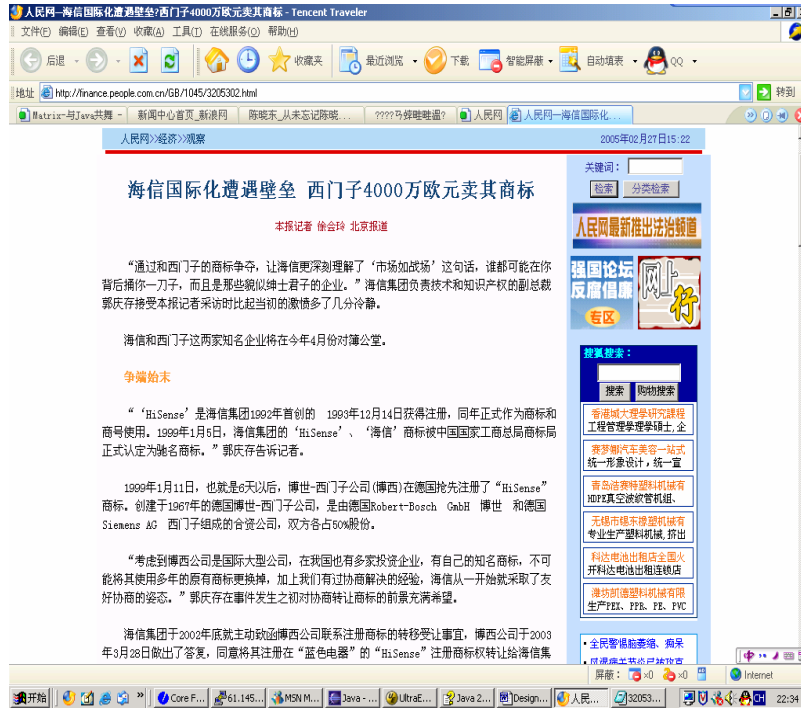 人民网—海信国际化遭遇壁垒?西门子4000万欧元卖其商标 - Tencent Traveler
文件(F) 编辑(E) 查看(V) 收藏(A) 工具(T) 在线服务(O) 帮助(H)
后退 收藏夹 最近浏览 下载 智能屏蔽 自动填表 QQ
地址 http://finance.people.com.cn/GB/1045/3205302.html 转到
Matrix-与Java共舞 - 新闻中心首页_新浪网 陈晓东_从未忘记陈晓... 人民网 人民网—海信国际化...
人民网>>经济>>观察 2005年02月27日15:22
海信国际化遭遇壁垒 西门子4000万欧元卖其商标
本报记者 徐会玲 北京报道
“通过和西门子的商标争夺，让海信更深刻理解了‘市场如战场’这句话，谁都可能在你
背后捅你一刀子，而且是那些貌似绅士君子的企业。”海信集团负责技术和知识产权的副总裁
郭庆存接受本报记者采访时比起当初的激愤多了几分冷静。
海信和西门子这两家知名企业将在今年4月份对簿公堂。
争端始末
“‘HiSense’是海信集团1992年首创的 1993年12月14日获得注册，同年正式作为商标和
商号使用。1999年1月5日，海信集团的‘HiSense’、‘海信’商标被中国国家工商总局商标局
正式认定为驰名商标。”郭庆存告诉记者。
1999年1月11日，也就是6天以后，博世-西门子公司(博西)在德国抢先注册了“HiSense”
商标。创建于1967年的德国博世-西门子公司，是由德国Robert-Bosch GmbH 博世 和德国
Siemens AG 西门子组成的合资公司，双方各占50%股份。
“考虑到博西公司是国际大型公司，在我国也有多家投资企业，有自己的知名商标，不可
能将其使用多年的原有商标更换掉，加上我们有过协商解决的经验，海信从一开始就采取了友
好协商的姿态。”郭庆存在事件发生之初对协商转让商标的前景充满希望。
海信集团于2002年底就主动致函博西公司联系注册商标的转移受让事宜，博西公司于2003
年3月28日做出了答复，同意将其注册在“蓝色电器”的“HiSense”注册商标权转让给海信集
关键词：
检索 分类检索
人民网最新推出法治频道
强国论坛
反腐倡廉
专区
网上行
搜狐搜索：
搜索 购物搜索
香港城大理学研究课程
工程管理学理学硕士,企
赛梦娜汽车美容一站式
统一形象设计，统一宣
青岛洁赛特塑料机械有
HDPE真空波纹管机组、
无锡市锡东橡塑机械有
专业生产塑料机械,挤出
科达电池出租店全国火
开科达电池出租连锁店
潍坊凯德塑料机械有限
生产PEX、PPR、PE、PVC
全民警惕脑萎缩、痴呆
屏蔽： ×0 ×0 Internet
开始 Core F... 61.145... MSN M... Java - ... UltraE... Java 2... Design... 人民... 32053... CH 22:34